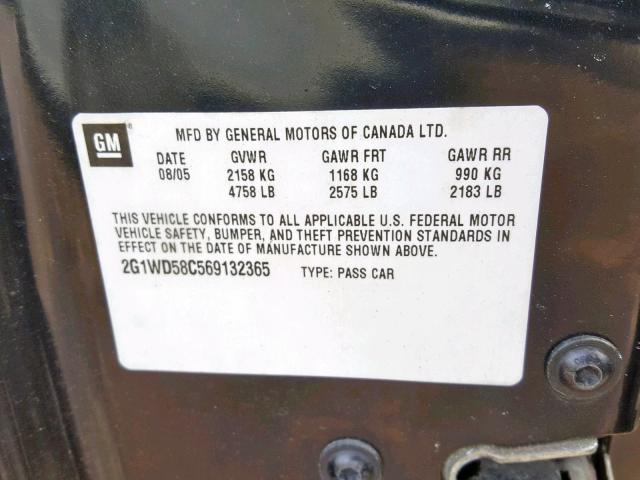 GM
MFD BY GENERAL MOTORS OF CANADA LTD.
DATE GVWR GAWR FRT GAWR RR
08/05 2158 KG 1168 KG 990 KG
4758 LB 2575 LB 2183 LB
THIS VEHICLE CONFORMS TO ALL APPLICABLE U.S. FEDERAL MOTOR
VEHICLE SAFETY, BUMPER, AND THEFT PREVENTION STANDARDS IN
EFFECT ON THE DATE OF MANUFACTURE SHOWN ABOVE.
2G1WD58C569132365 TYPE: PASS CAR